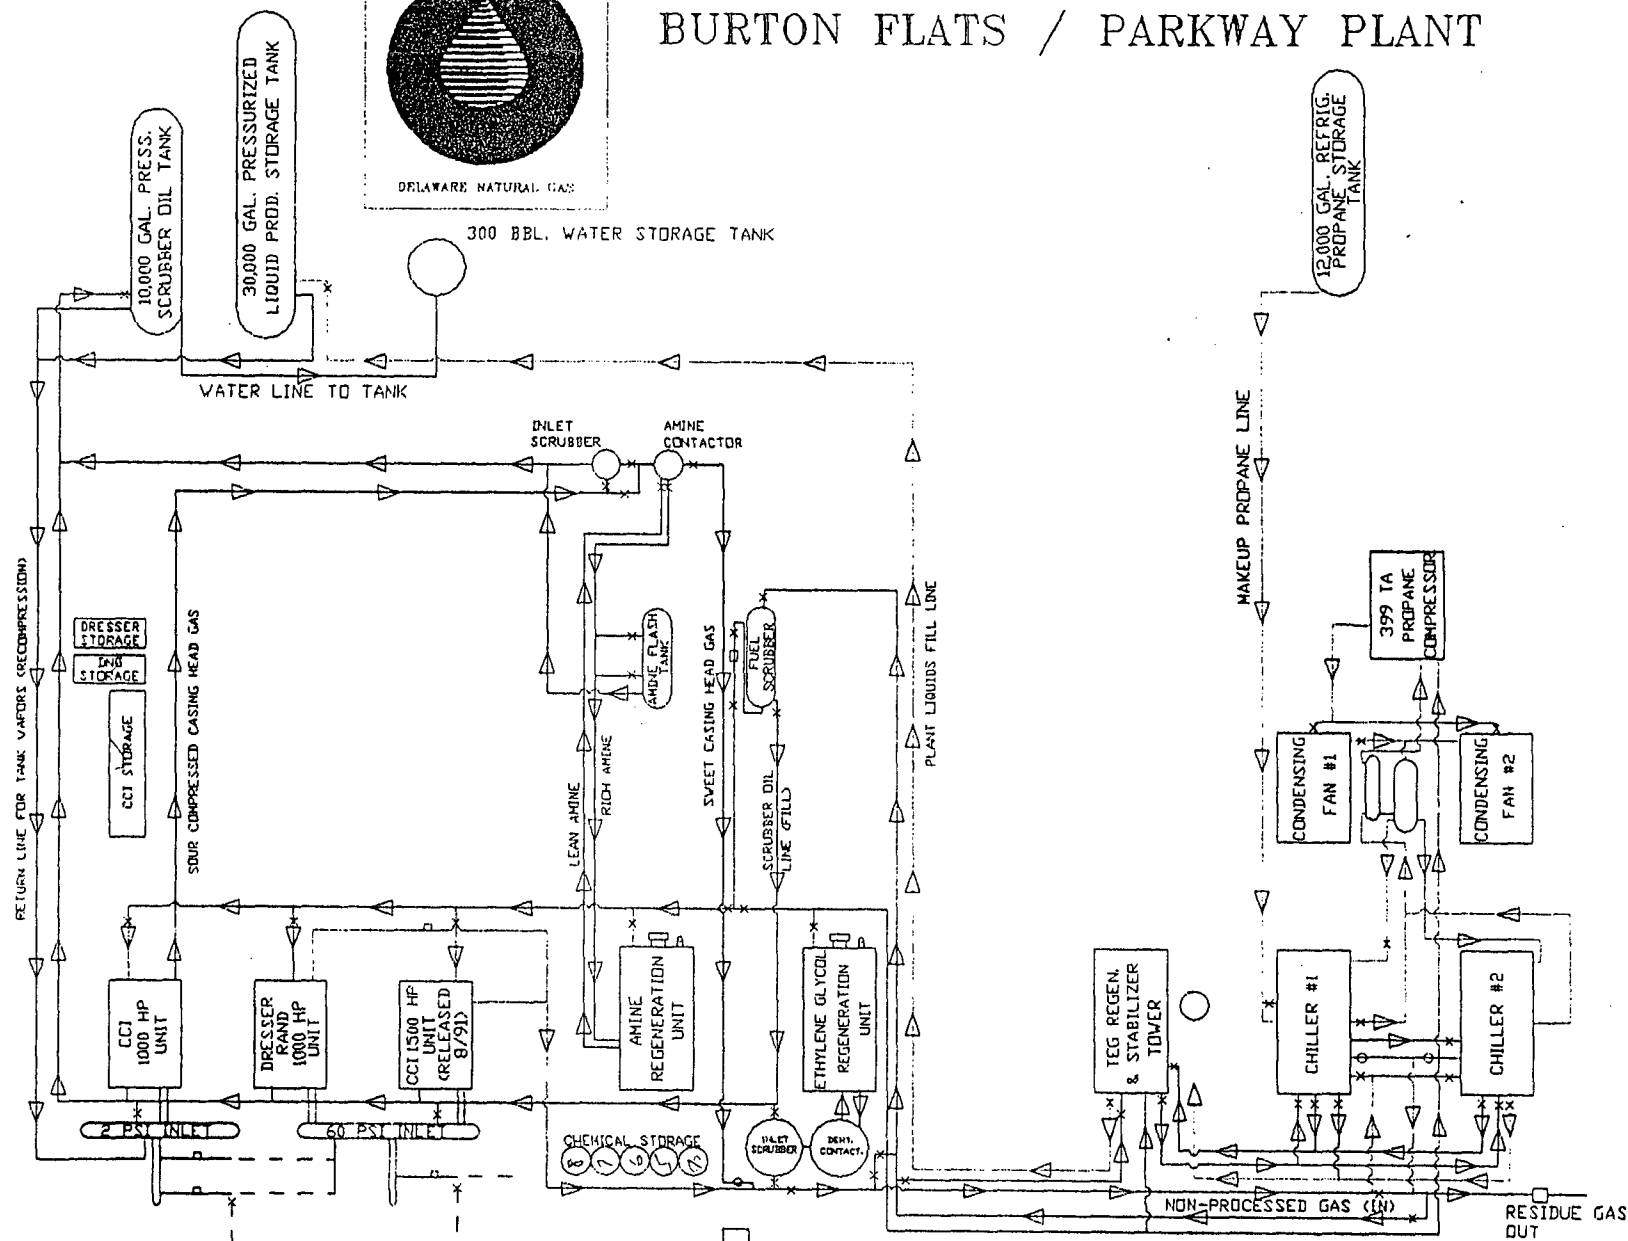 BURTON FLATS / PARKWAY PLANT
10,000 GAL. PRESS.
SCRUBBER OIL TANK
30,000 GAL. PRESSURIZED
LIQUID PROD. STORAGE TANK
DELAWARE NATURAL GAS
300 BBL. WATER STORAGE TANK
12,000 GAL. REFRIG.
PROPANE STORAGE
TANK
WATER LINE TO TANK
INLET
SCRUBBER
AMINE
CONTACTOR
MAKEUP PROPANE LINE
RETURN LINE FOR TANK VAPORS (RECOMPRESSION)
DRESSER
STORAGE
DNG
STORAGE
CCI STORAGE
SOUR COMPRESSED CASING HEAD GAS
AMINE FLASH
TANK
LEAN AMINE
RICH AMINE
SWEET CASING HEAD GAS
FUEL
SCRUBBER
SCRUBBER OIL
LINE (FILL)
PLANT LIQUIDS FILL LINE
399 TA
PROPANE
COMPRESSOR
CONDENSING
FAN #1
CONDENSING
FAN #2
CCI
1000 HP
UNIT
DRESSER
RAND
1000 HP
UNIT
CCI 1500 HP
UNIT
(RELEASED
8/91)
AMINE
REGENERATION
UNIT
ETHYLENE GLYCOL
REGENERATION
UNIT
TEG REGEN.
& STABILIZER
TOWER
CHILLER #1
CHILLER #2
2 PSI INLET
60 PSI INLET
CHEMICAL STORAGE
8 7 6
INLET
SCRUBBER
DEHY.
CONTACT.
NON-PROCESSED GAS (IN)
RESIDUE GAS
OUT